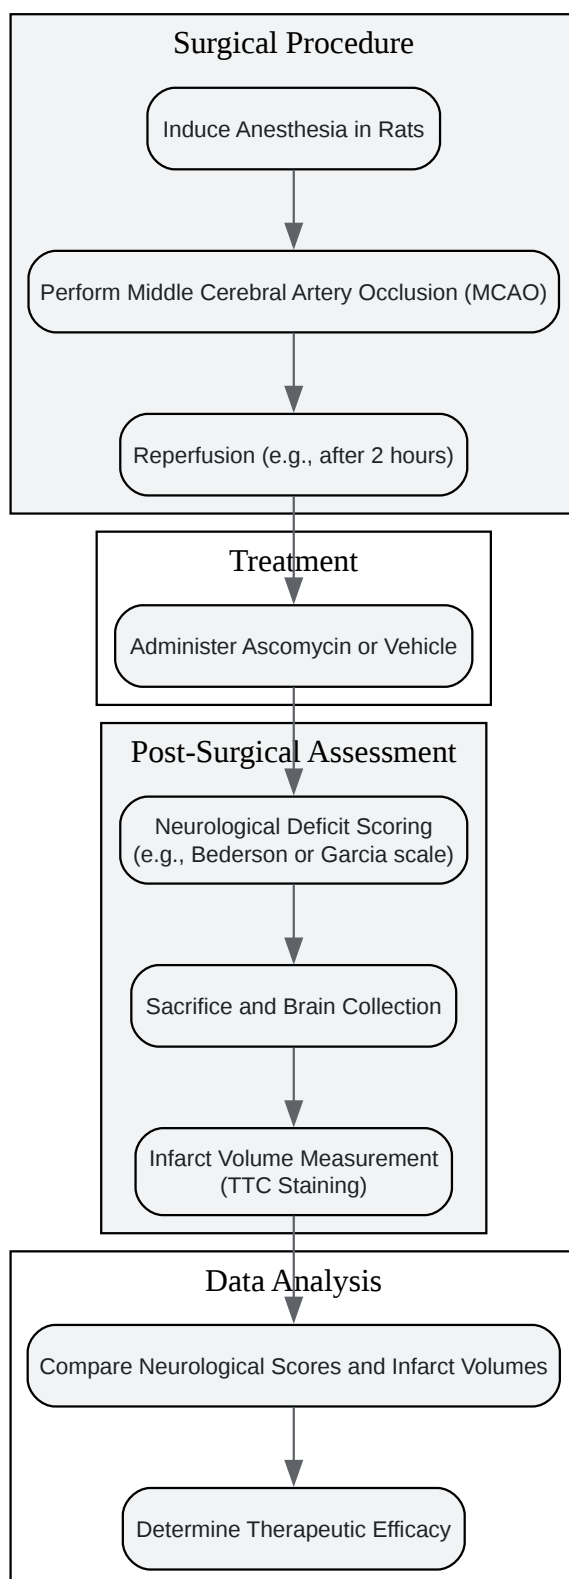 Surgical Procedure
Induce Anesthesia in Rats
Perform Middle Cerebral Artery Occlusion (MCAO)
Reperfusion (e.g., after 2 hours)
Treatment
Administer Ascomycin or Vehicle
Post-Surgical Assessment
Neurological Deficit Scoring
(e.g., Bederson or Garcia scale)
Sacrifice and Brain Collection
Infarct Volume Measurement
(TTC Staining)
Data Analysis
Compare Neurological Scores and Infarct Volumes
Determine Therapeutic Efficacy